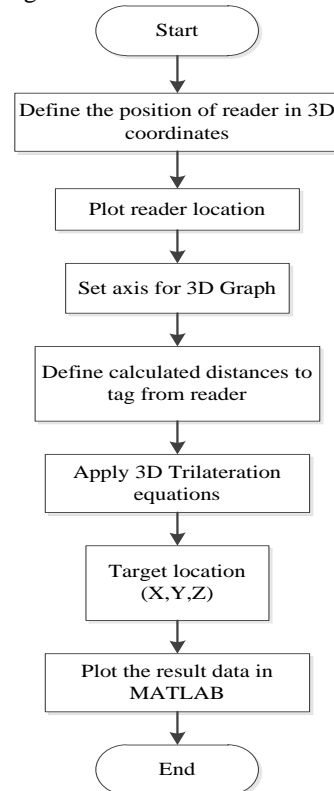 Start
Define the position of reader in 3D
coordinates
Plot reader location
Set axis for 3D Graph
Define calculated distances to
tag from reader
Apply 3D Trilateration
equations
Target location
(X,Y,Z)
Plot the result data in
MATLAB
End